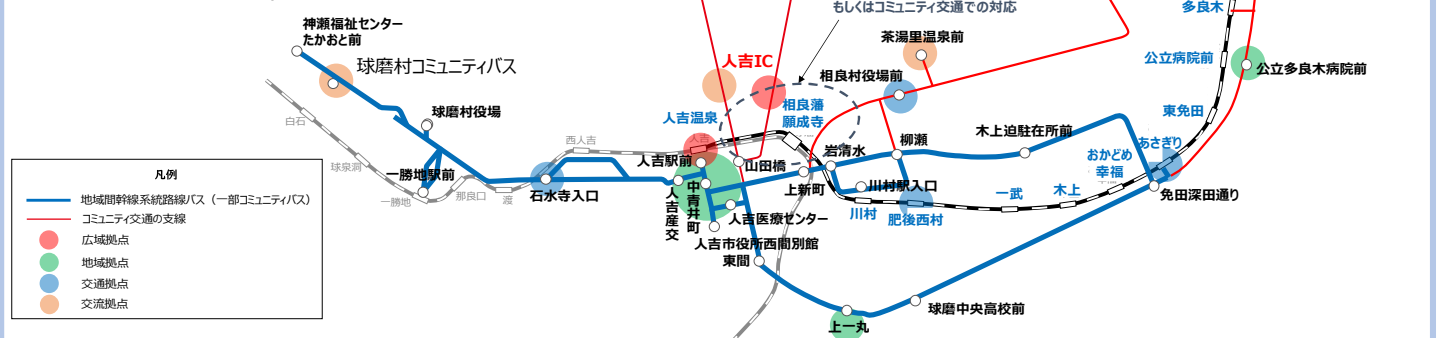 もしくはコミュニティ交通での対応
多良木
神瀬福祉センター
たかおと前
球磨村コミュニティバス
人吉IC
茶湯里温泉前
公立病院前
公立多良木病院前
相良村役場前
球磨村役場
人吉温泉
相良藩
願成寺
東免田
白石
西人吉
人吉
柳瀬
木上迫駐在所前
あさぎり
球泉洞
一勝地駅前
人吉駅前
山田橋
岩清水
おかどめ
幸福
凡例
地域間幹線系統路線バス（一部コミュニティバス）
コミュニティ交通の支線
広域拠点
地域拠点
交通拠点
交流拠点
一勝地
那良口
渡
石水寺入口
人吉産交
中青井町
上新町
川村駅入口
一武
木上
免田深田通り
人吉医療センター
川村
肥後西村
人吉市役所西間別館
東間
球磨中央高校前
上一丸